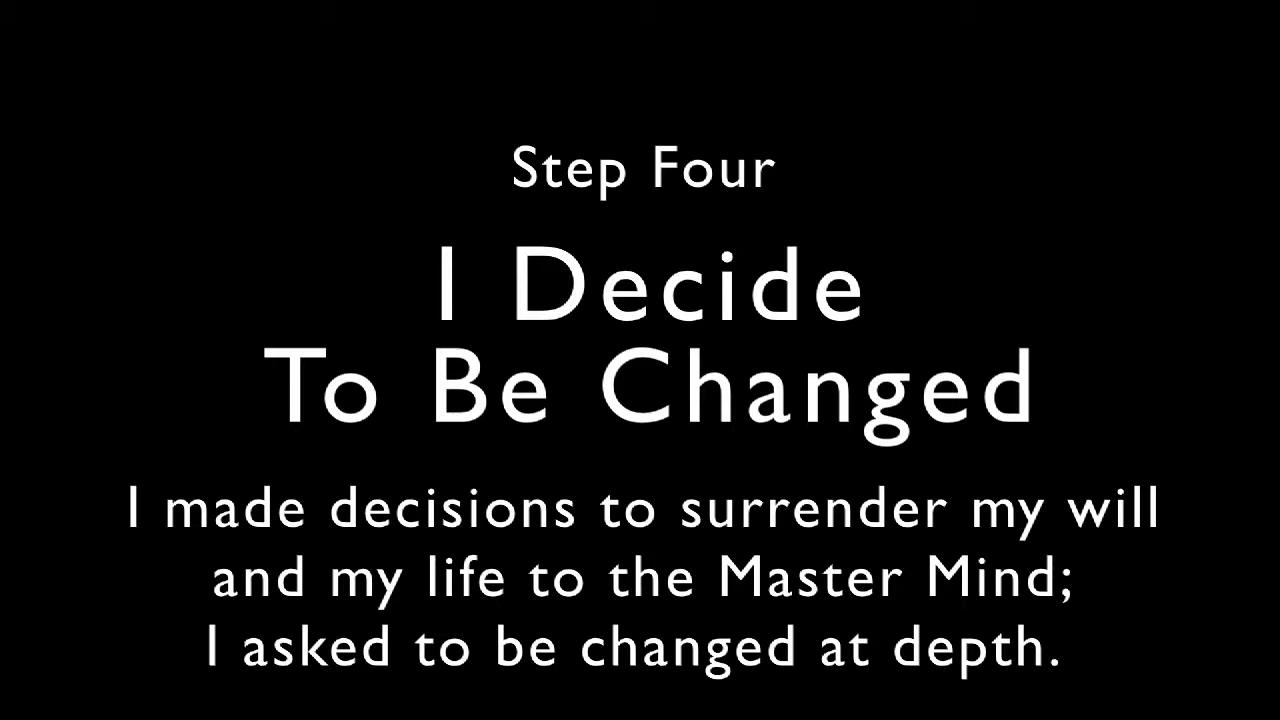 Step Four
I Decide
To Be Changed
I made decisions to surrender my will
and my life to the Master Mind;
I asked to be changed at depth.